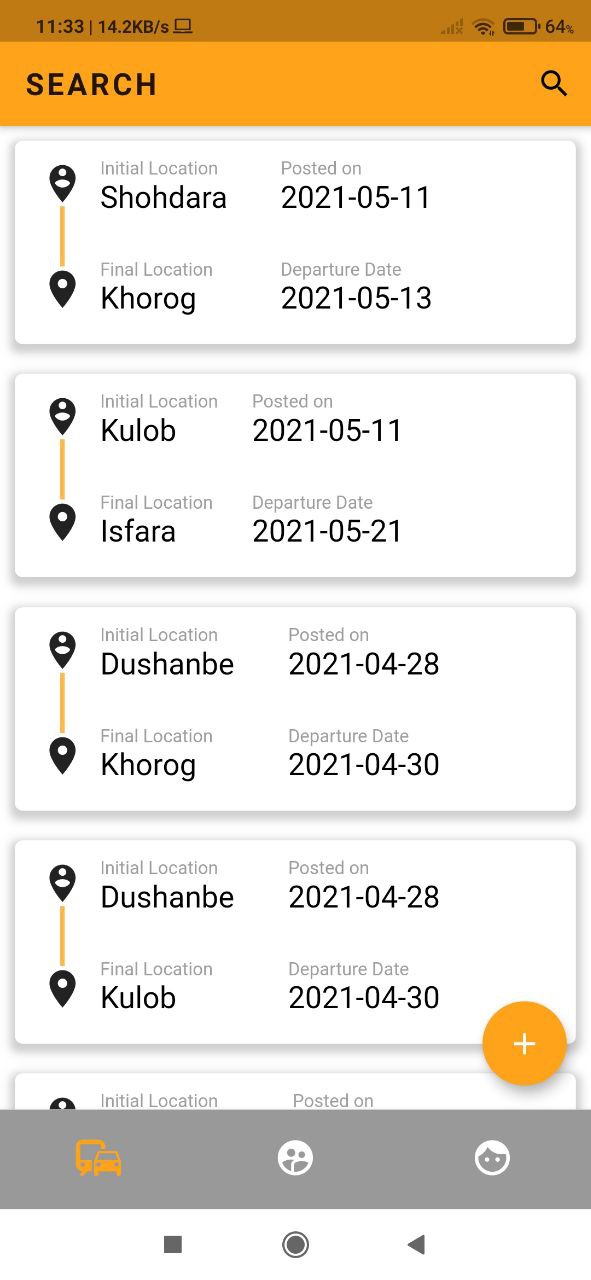 11:33 | 14.2KB/s 64%
SEARCH
Initial Location Posted on
Shohdara 2021-05-11
Final Location Departure Date
Khorog 2021-05-13
Initial Location Posted on
Kulob 2021-05-11
Final Location Departure Date
Isfara 2021-05-21
Initial Location Posted on
Dushanbe 2021-04-28
Final Location Departure Date
Khorog 2021-04-30
Initial Location Posted on
Dushanbe 2021-04-28
Final Location Departure Date
Kulob 2021-04-30
Initial Location Posted on